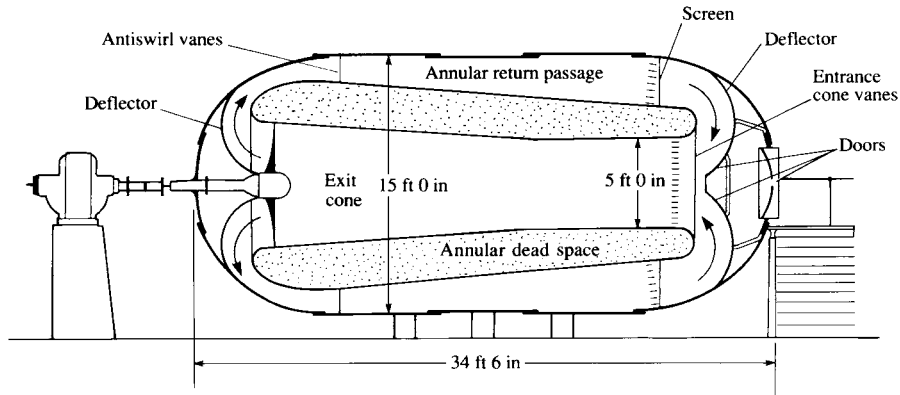 Screen
Antiswirl vanes
Deflector
Annular return passage
Entrance
cone vanes
Deflector
Doors
Exit
cone
15 ft 0 in
5 ft 0 in
Annular dead space
34 ft 6 in